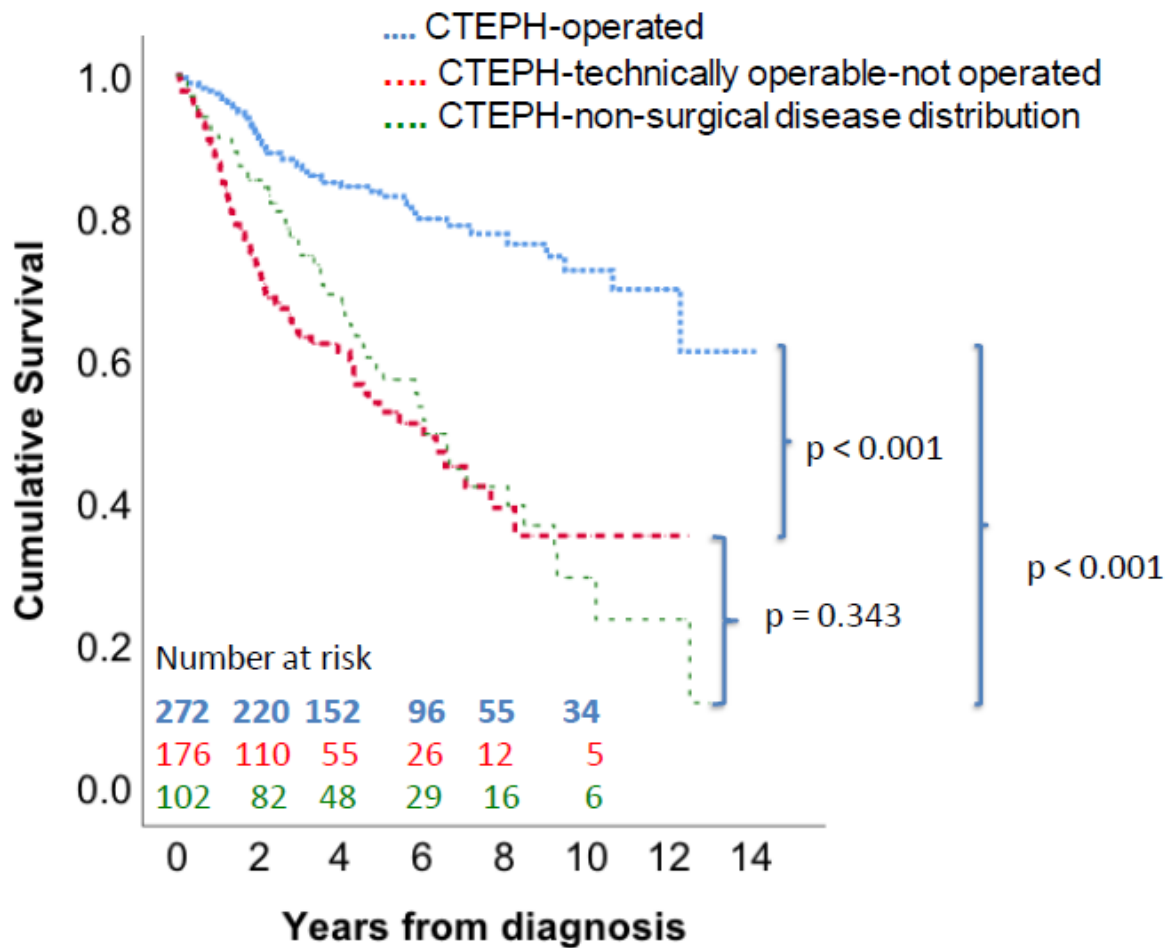 CTEPH-operated
CTEPH-technically operable-not operated
CTEPH-non-surgical disease distribution
Cumulative Survival
1.0
0.8
0.6
0.4
0.2
0.0
p < 0.001
p < 0.001
p = 0.343
Number at risk
272 220 152 96 55 34
176 110 55 26 12 5
102 82 48 29 16 6
0 2 4 6 8 10 12 14
Years from diagnosis